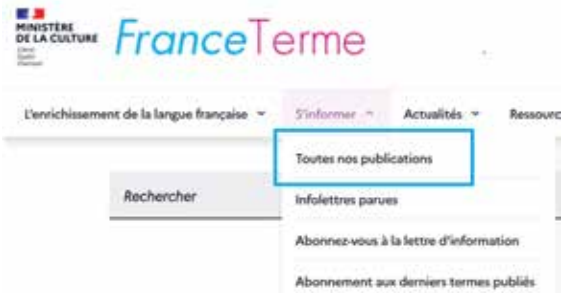 MINISTÈRE
DE LA CULTURE
FranceTerme
L'enrichissement de la langue française S'informer Actualités Ressourc
Toutes nos publications
Rechercher
Infolettres parues
Abonnez-vous à la lettre d'information
Abonnement aux derniers termes publiés